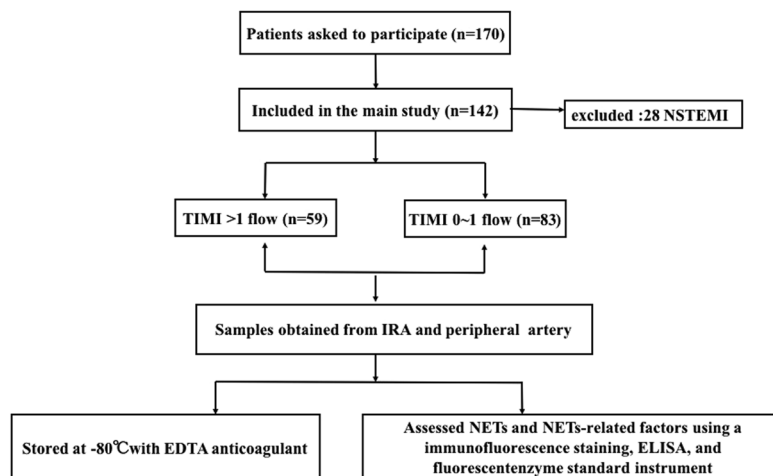 Patients asked to participate (n=170)
Included in the main study (n=142)
excluded :28 NSTEMI
TIMI >1 flow (n=59)
TIMI 0~1 flow (n=83)
Samples obtained from IRA and peripheral artery
Stored at -80℃with EDTA anticoagulant
Assessed NETs and NETs-related factors using a
immunofluorescence staining, ELISA, and
fluorescentenzyme standard instrument